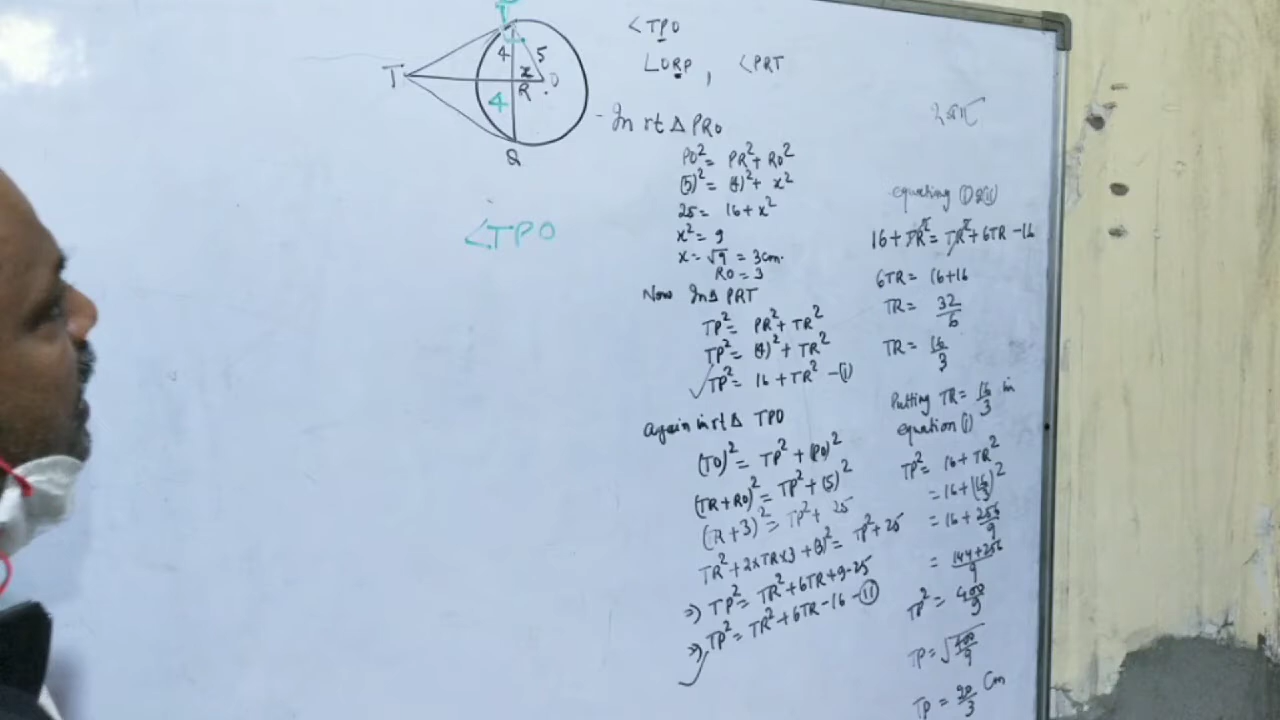 P
T
4
5
x
R
O
4
Q
<TPO
∠ORP, <PRT
<TPO
In rt △ PRO
PO² = PR² + RO²
(5)² = (4)² + x²
25 = 16 + x²
x² = 9
x = √9 = 3cm.
RO = 3
Now In △ PRT
TP² = PR² + TR²
TP² = (4)² + TR²
TP² = 16 + TR² - (I)
Again in rt △ TPO
(TO)² = TP² + (PO)²
(TR + RO)² = TP² + (5)²
(TR + 3)² = TP² + 25
TR² + 2×TR×3 + (3)² = TP² + 25
=> TP² = TR² + 6TR + 9 - 25
=> TP² = TR² + 6TR - 16 - (II)
equating (I) & (II)
16 + TR² = TR² + 6TR - 16
6TR = 16 + 16
TR = 32/6
TR = 16/3
Putting TR = 16/3 in
equation (I)
TP² = 16 + TR²
= 16 + (16/3)²
= 16 + 256/9
= 144 + 256/9
TP² = 400/9
TP = √400/9
TP = 20/3 Cm